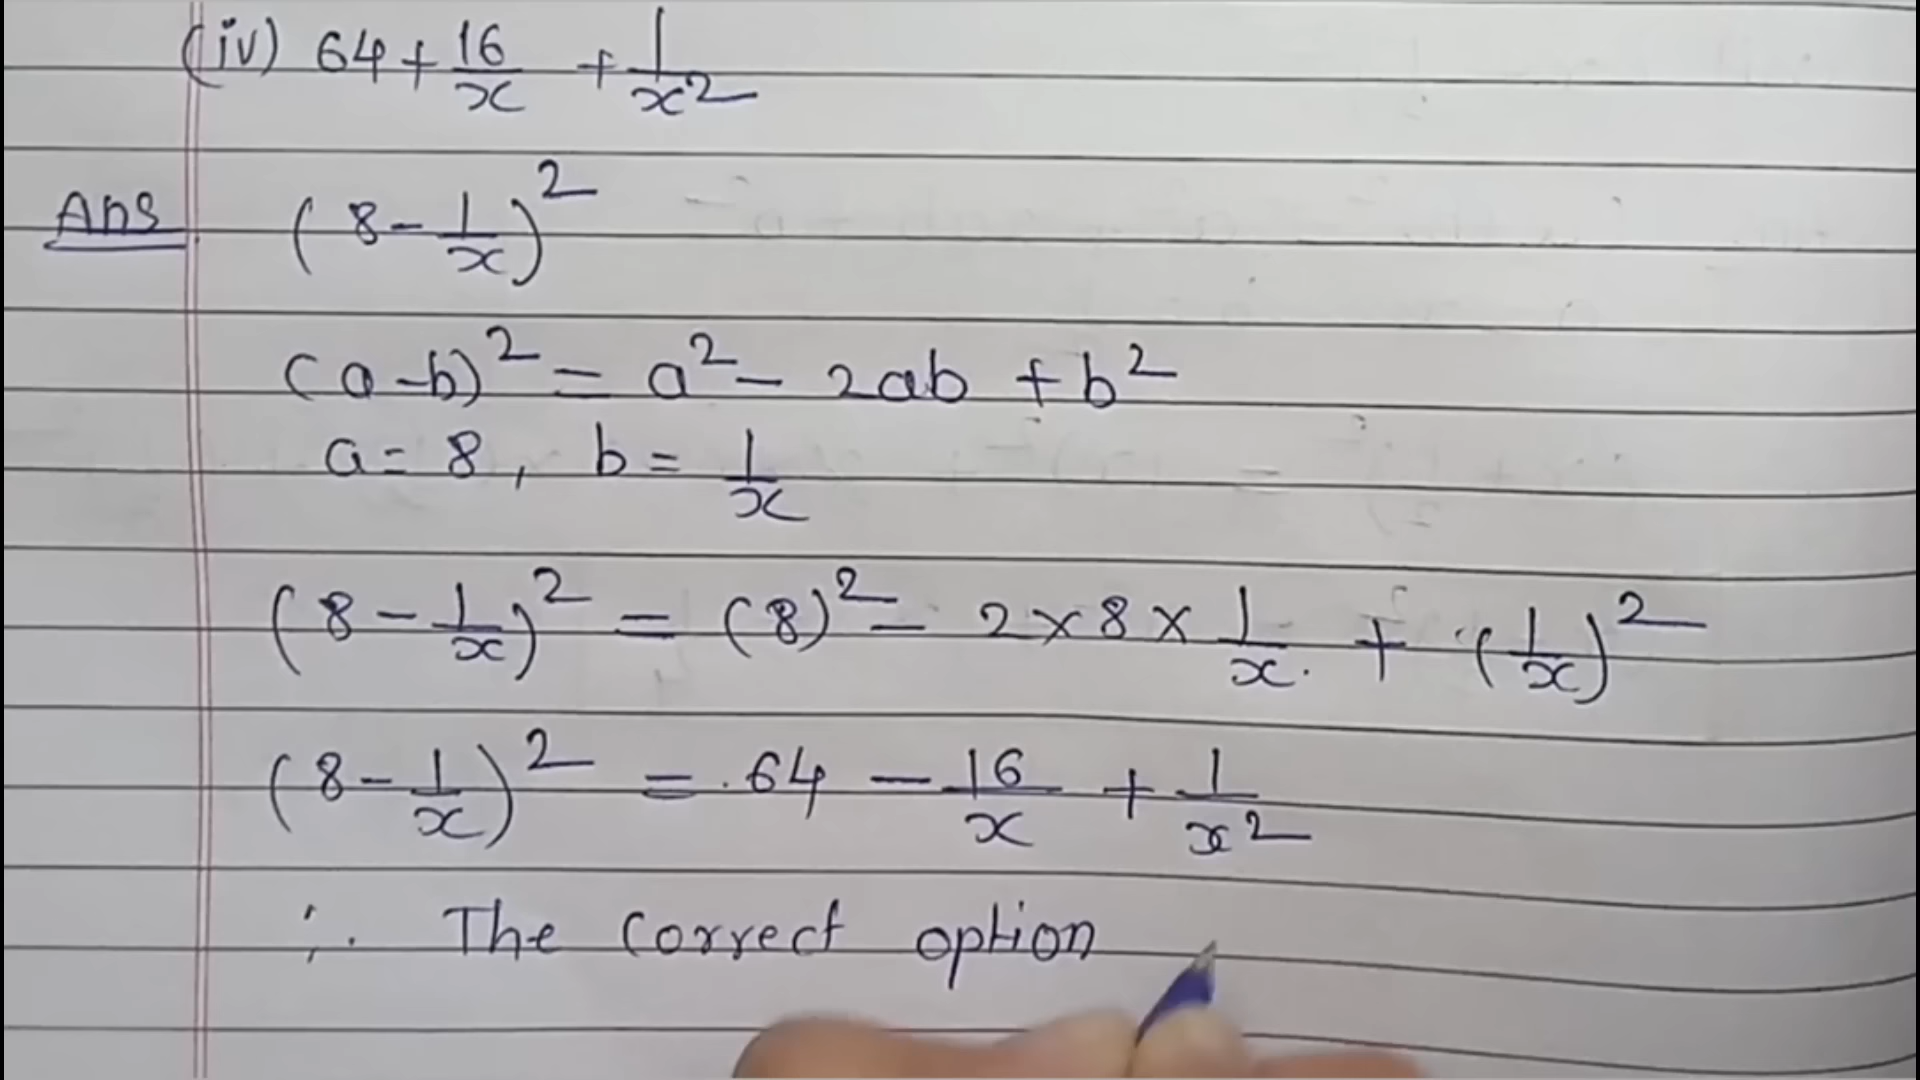 (iv) 64 + 16/x + 1/x²
Ans (8 - 1/x)²
(a-b)² = a² - 2ab + b²
a = 8, b = 1/x
(8 - 1/x)² = (8)² - 2 × 8 × 1/x + (1/x)²
(8 - 1/x)² = 64 - 16/x + 1/x²
∴ The correct option